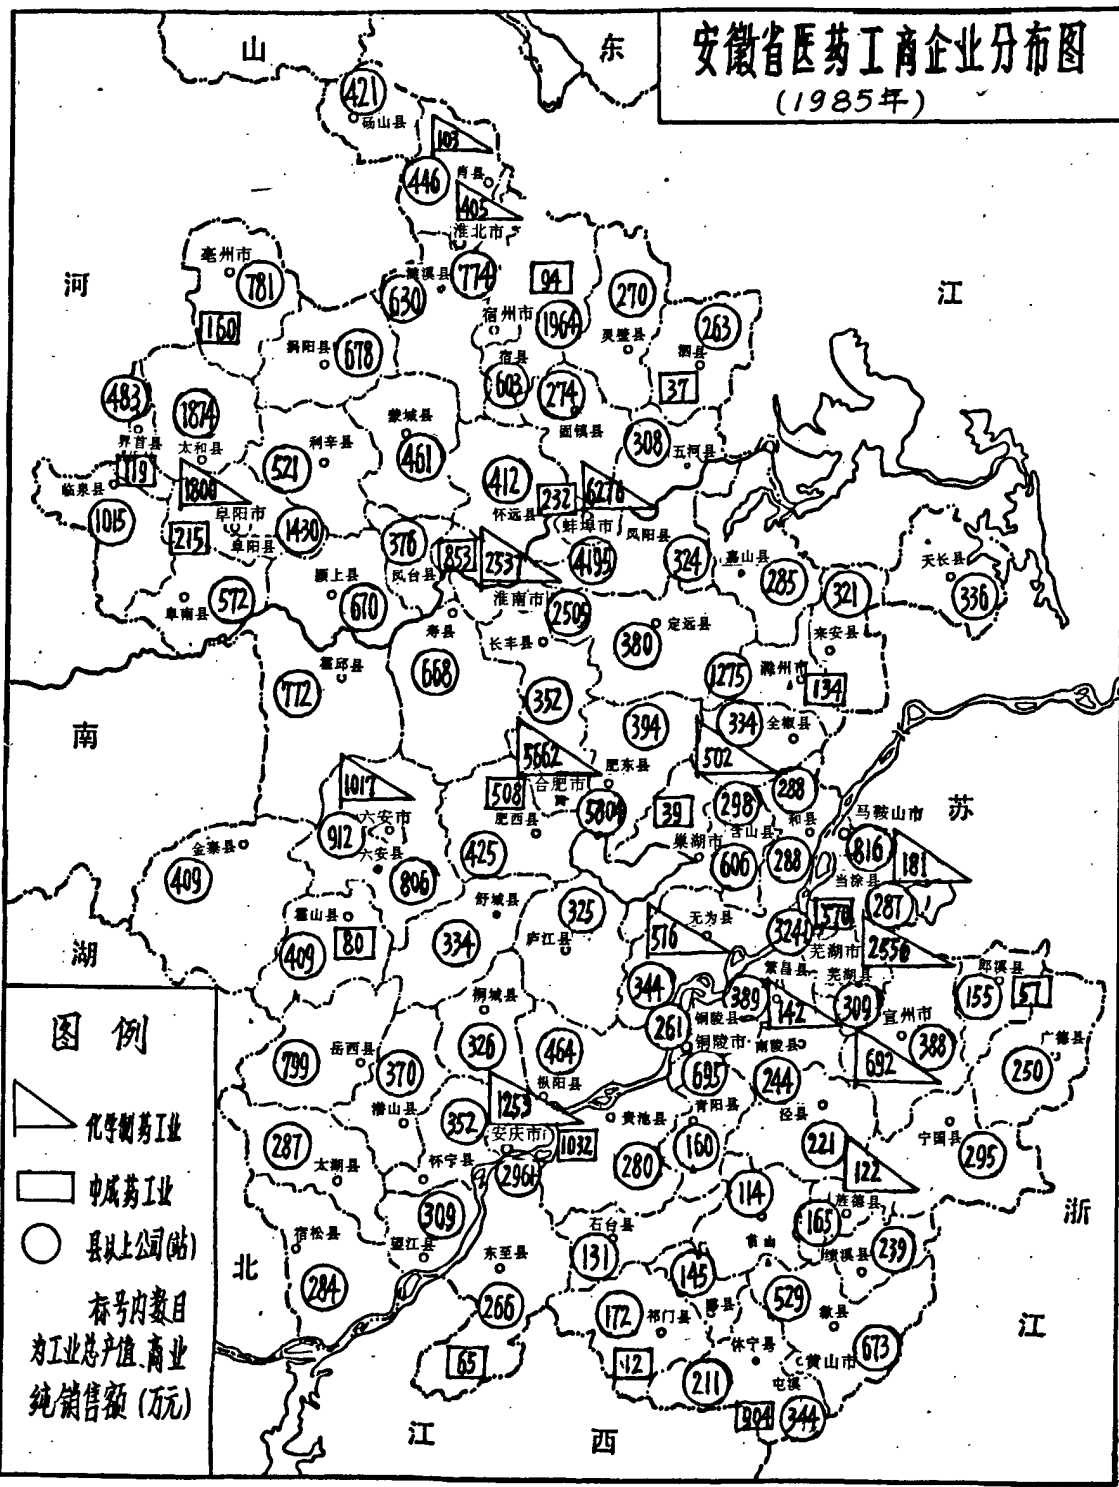 安徽省医药工商企业分布图
(1985年)
山
东
421
砀山县
103
446
肖县
405
淮北市
亳州市
781
河
濉溪县
774
630
94
270
江
160
宿州市
1964
263
涡阳县
678
灵璧县
泗县
宿县
603
274
37
483
1874
蒙城县
固镇县
308
界首县
太和县
利辛县
521
461
五河县
119
临泉县
1800
412
232
6276
1015
阜阳市
怀远县
蚌埠市
凤阳县
215
阜阳县
1430
376
853
2537
4195
324
嘉山县
天长县
颍上县
凤台县
285
321
336
阜南县
572
670
淮南市
2505
寿县
长丰县
380
定远县
来安县
霍邱县
668
1275
滁州市
134
772
352
394
334
全椒县
南
5662
502
1017
合肥市
肥东县
508
288
5804
39
298
苏
六安市
肥西县
含山县
和县
马鞍山市
912
金寨县
六安县
425
巢湖市
606
288
816
181
409
806
当涂县
287
霍山县
舒城县
325
无为县
576
324
湖
409
80
334
庐江县
576
芜湖市
2556
344
繁昌县
芜湖县
郎溪县
桐城县
389
142
309
155
57
261
铜陵县
宣州市
图例
799
岳西县
370
326
464
铜陵市
南陵县
388
广德县
695
244
692
250
枞阳县
化学制药工业
潜山县
352
1253
贵池县
青阳县
泾县
安庆市
1032
160
221
宁国县
287
太湖县
怀宁县
280
295
中成药工业
122
114
旌德县
浙
县以上公司(站)
309
石台县
165
宿松县
望江县
东至县
131
239
北
145
绩溪县
标号内数目
284
266
172
529
歙县
江
为工业总产值、商业
祁门县
黟县
65
12
休宁县
673
黄山市
纯销售额(万元)
211
屯溪
904
344
江
西